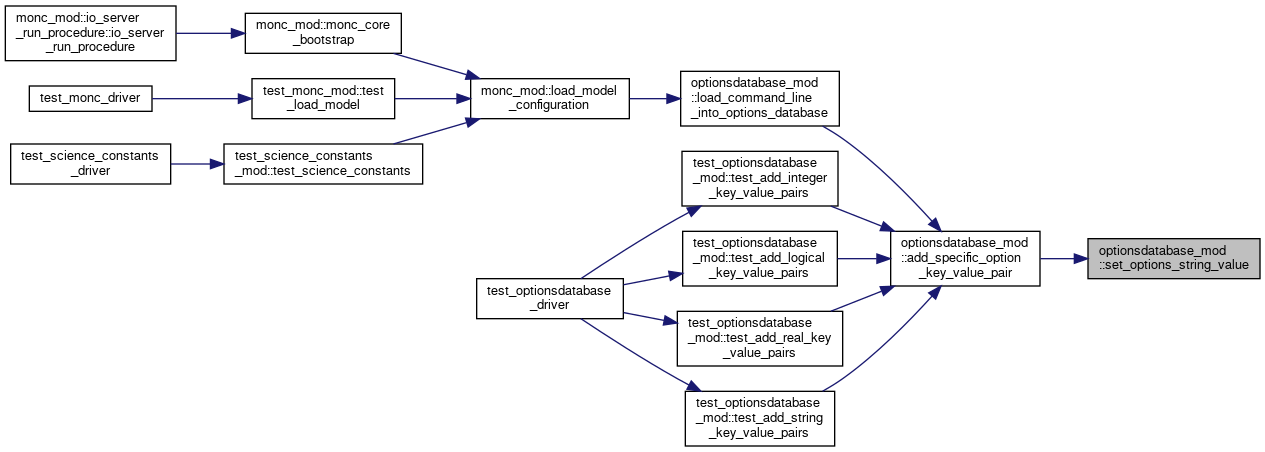 monc_mod::io_server
_run_procedure::io_server
_run_procedure
monc_mod::monc_core
_bootstrap
test_monc_driver
test_monc_mod::test
_load_model
test_science_constants
_driver
test_science_constants
_mod::test_science_constants
monc_mod::load_model
_configuration
optionsdatabase_mod
::load_command_line
_into_options_database
test_optionsdatabase
_mod::test_add_integer
_key_value_pairs
test_optionsdatabase
_mod::test_add_logical
_key_value_pairs
test_optionsdatabase
_driver
test_optionsdatabase
_mod::test_add_real_key
_value_pairs
test_optionsdatabase
_mod::test_add_string
_key_value_pairs
optionsdatabase_mod
::add_specific_option
_key_value_pair
optionsdatabase_mod
::set_options_string_value